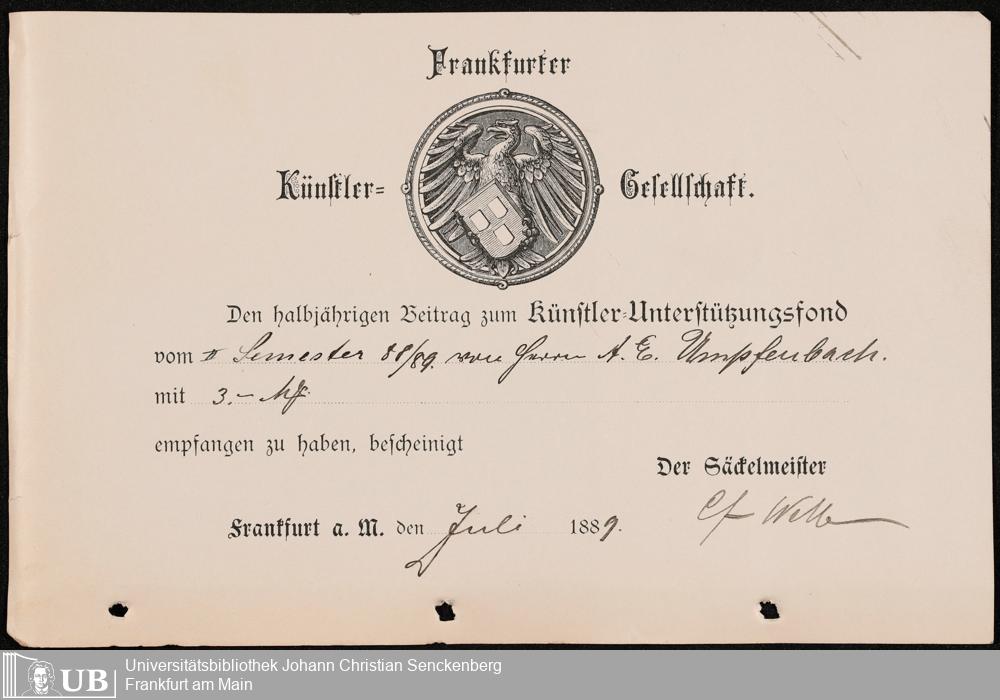 Frankfurter
Künstler= Gesellschaft.
Den halbjährigen Beitrag zum Künstler=Unterstützungsfond
vom II Semester 88/89. von Herrn A. E. Umpfenbach.
mit 3.– Mk.
empfangen zu haben, bescheinigt
Der Säckelmeister
Frankfurt a. M. den Juli 1889.
UB Universitätsbibliothek Johann Christian Senckenberg
Frankfurt am Main